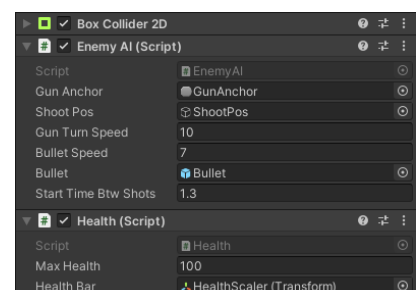 Box Collider 2D
# Enemy AI (Script)
Script # EnemyAI
Gun Anchor GunAnchor
Shoot Pos ShootPos
Gun Turn Speed 10
Bullet Speed 7
Bullet Bullet
Start Time Btw Shots 1.3
# Health (Script)
Script # Health
Max Health 100
Health Bar HealthScaler (Transform)